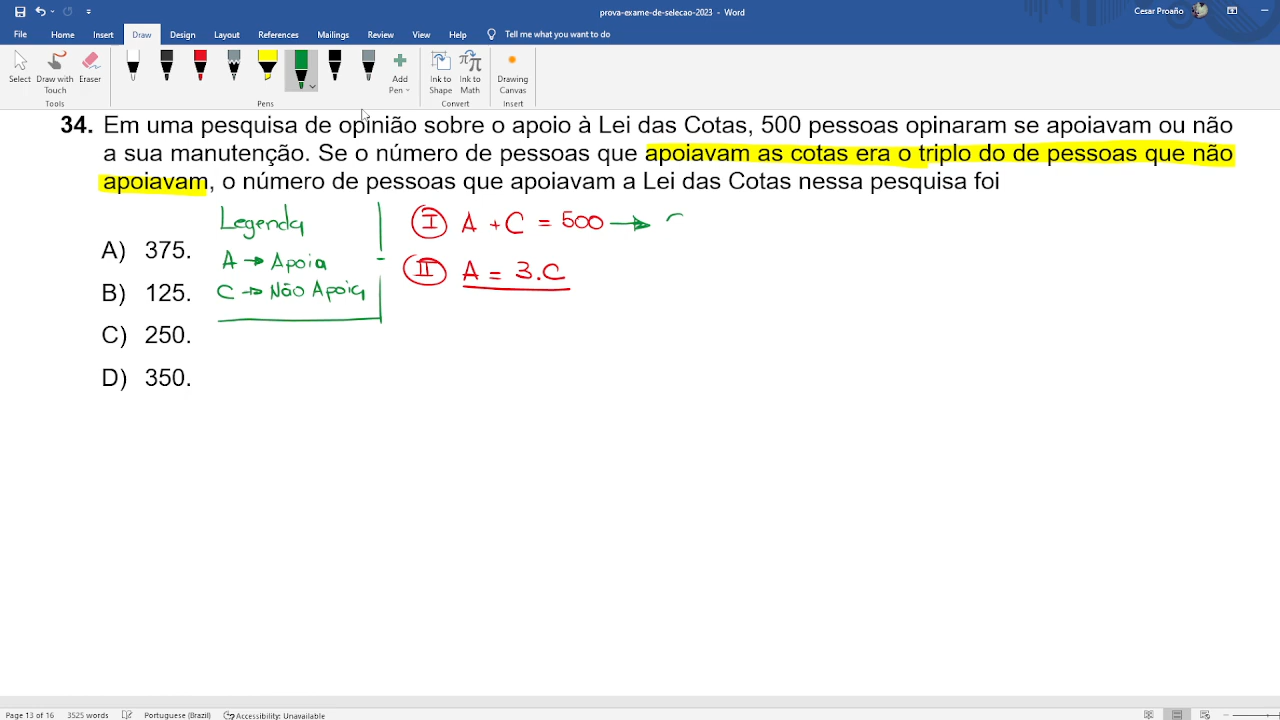 prova-exame-de-selecao-2023 - Word
Cesar Proaño
File Home Insert Draw Design Layout References Mailings Review View Help Tell me what you want to do
Select Draw with Touch Eraser Add Pen Ink to Shape Ink to Math Drawing Canvas
Tools Pens Convert Insert
34. Em uma pesquisa de opinião sobre o apoio à Lei das Cotas, 500 pessoas opinaram se apoiavam ou não
a sua manutenção. Se o número de pessoas que apoiavam as cotas era o triplo do de pessoas que não
apoiavam, o número de pessoas que apoiavam a Lei das Cotas nessa pesquisa foi
A) 375.
B) 125.
C) 250.
D) 350.
Legenda
A → Apoia
C → Não Apoia
I A + C = 500 →
II A = 3.C
Page 13 of 16 3525 words Portuguese (Brazil) Accessibility: Unavailable